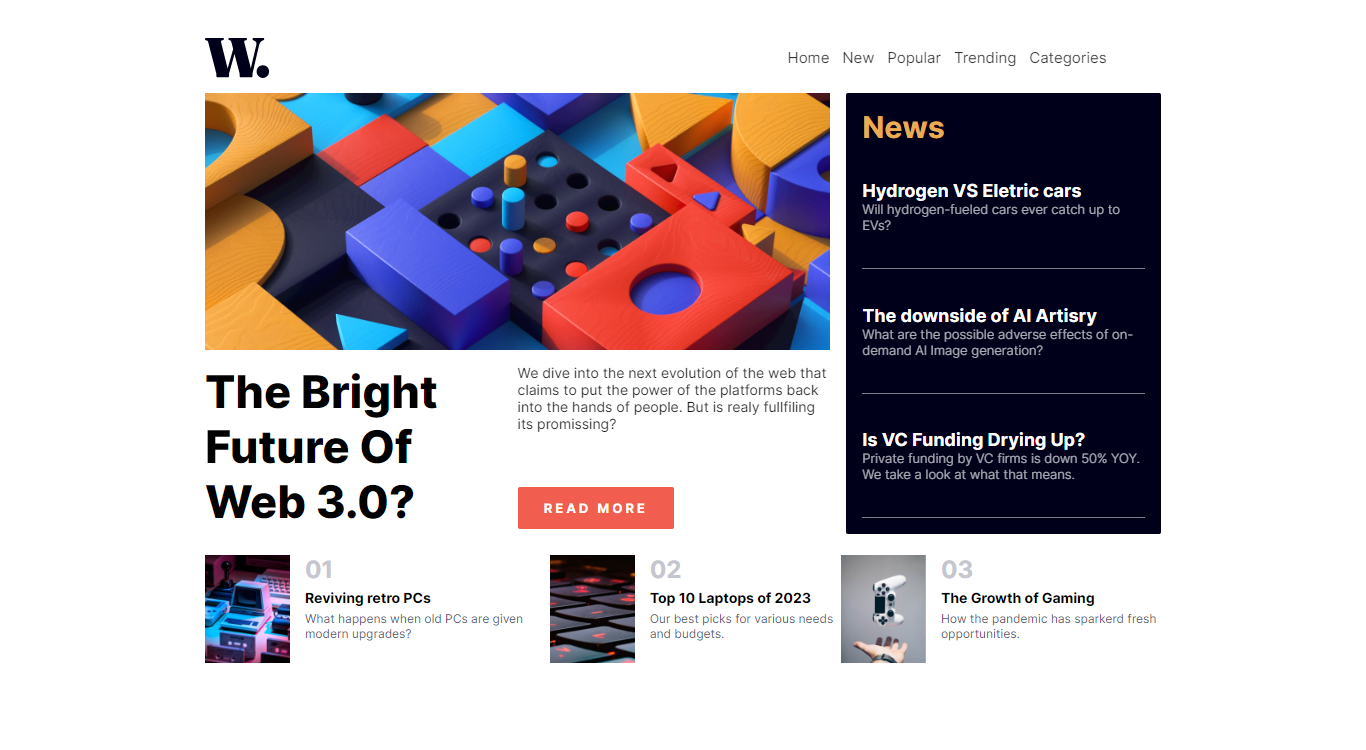 W.
Home New Popular Trending Categories
The Bright
Future Of
Web 3.0?
We dive into the next evolution of the web that
claims to put the power of the platforms back
into the hands of people. But is realy fullfiling
its promissing?
READ MORE
News
Hydrogen VS Eletric cars
Will hydrogen-fueled cars ever catch up to
EVs?
The downside of AI Artisry
What are the possible adverse effects of on-
demand AI Image generation?
Is VC Funding Drying Up?
Private funding by VC firms is down 50% YOY.
We take a look at what that means.
01
Reviving retro PCs
What happens when old PCs are given
modern upgrades?
02
Top 10 Laptops of 2023
Our best picks for various needs
and budgets.
03
The Growth of Gaming
How the pandemic has sparkerd fresh
opportunities.